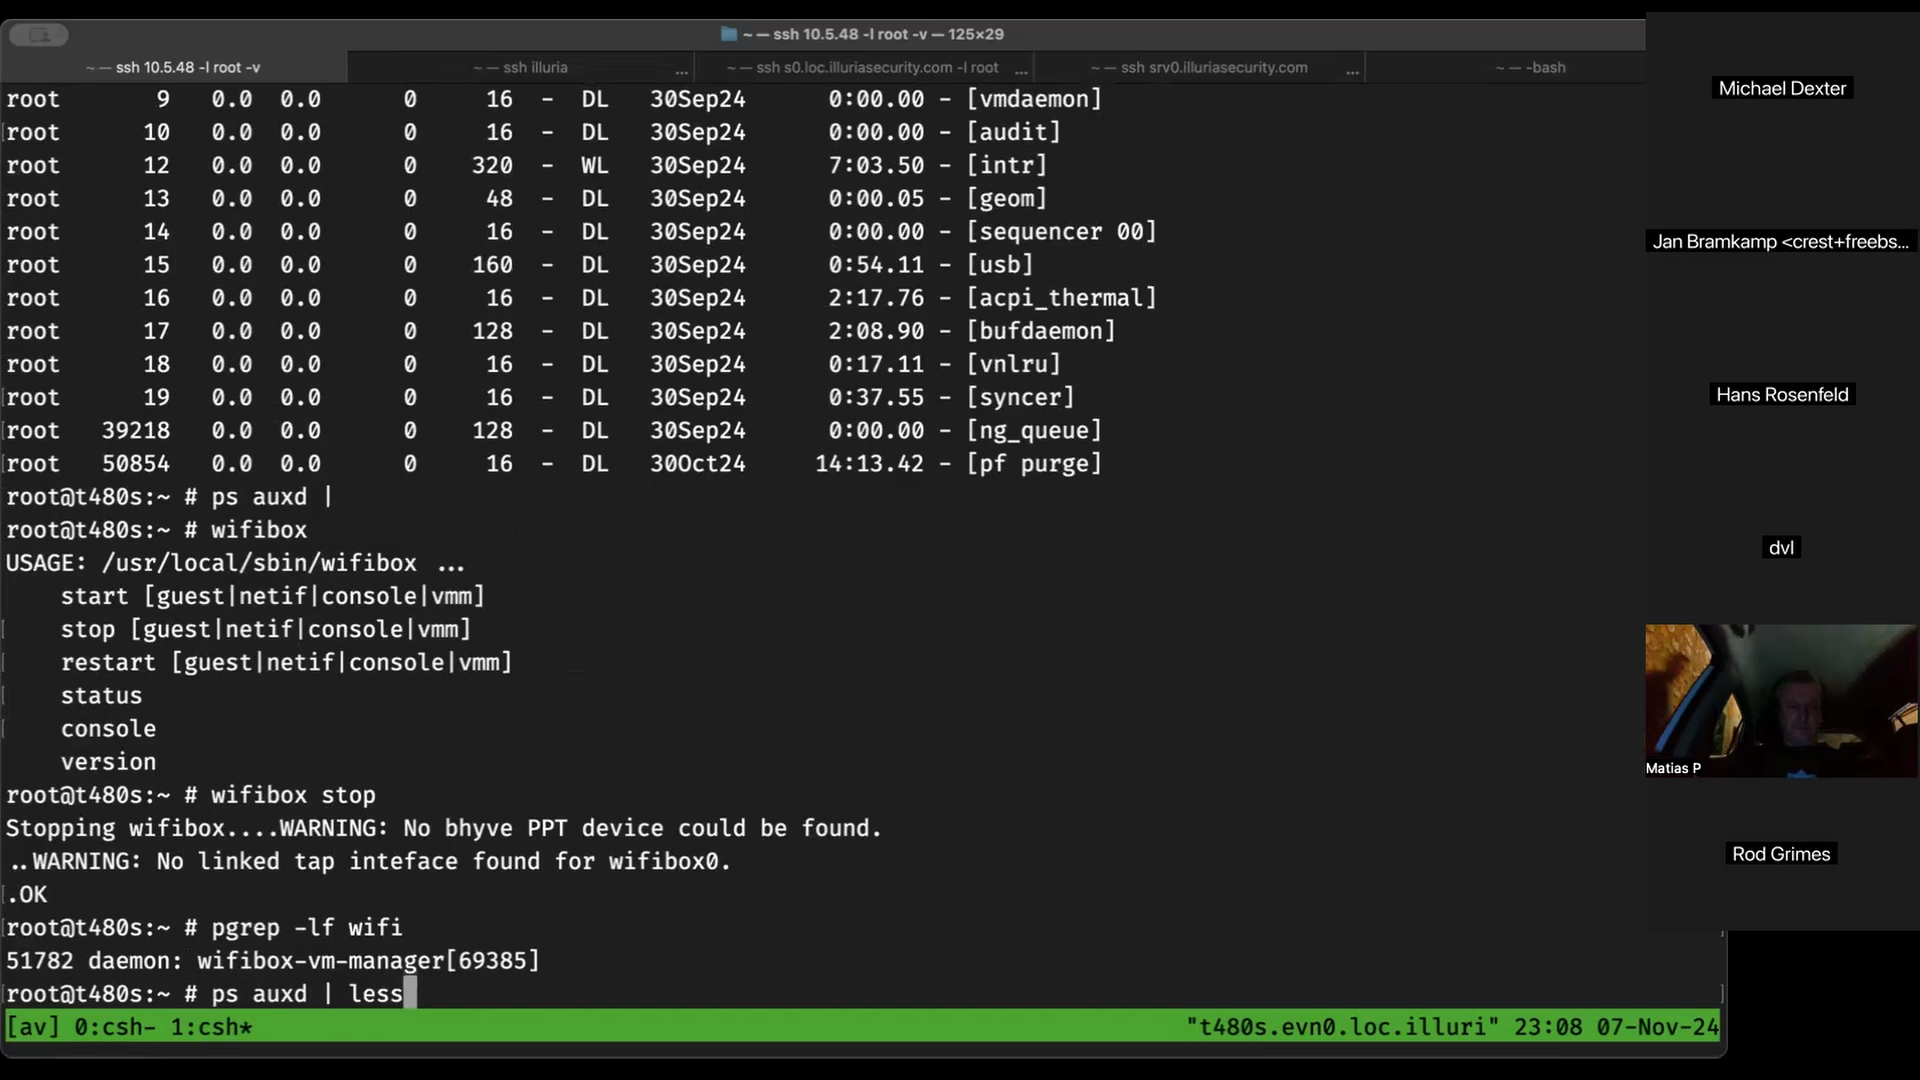 ~ — ssh 10.5.48 -l root -v — 125×29
~ — ssh 10.5.48 -l root -v
~ — ssh illuria ...
~ — ssh s0.loc.illuriasecurity.com -l root ...
~ — ssh srv0.illuriasecurity.com ...
~ — -bash
root 9 0.0 0.0 0 16 - DL 30Sep24 0:00.00 - [vmdaemon]
root 10 0.0 0.0 0 16 - DL 30Sep24 0:00.00 - [audit]
root 12 0.0 0.0 0 320 - WL 30Sep24 7:03.50 - [intr]
root 13 0.0 0.0 0 48 - DL 30Sep24 0:00.05 - [geom]
root 14 0.0 0.0 0 16 - DL 30Sep24 0:00.00 - [sequencer 00]
root 15 0.0 0.0 0 160 - DL 30Sep24 0:54.11 - [usb]
root 16 0.0 0.0 0 16 - DL 30Sep24 2:17.76 - [acpi_thermal]
root 17 0.0 0.0 0 128 - DL 30Sep24 2:08.90 - [bufdaemon]
root 18 0.0 0.0 0 16 - DL 30Sep24 0:17.11 - [vnlru]
root 19 0.0 0.0 0 16 - DL 30Sep24 0:37.55 - [syncer]
root 39218 0.0 0.0 0 128 - DL 30Sep24 0:00.00 - [ng_queue]
root 50854 0.0 0.0 0 16 - DL 30Oct24 14:13.42 - [pf purge]
root@t480s:~ # ps auxd |
root@t480s:~ # wifibox
USAGE: /usr/local/sbin/wifibox ...
start [guest|netif|console|vmm]
stop [guest|netif|console|vmm]
restart [guest|netif|console|vmm]
status
console
version
root@t480s:~ # wifibox stop
Stopping wifibox....WARNING: No bhyve PPT device could be found.
..WARNING: No linked tap inteface found for wifibox0.
.OK
root@t480s:~ # pgrep -lf wifi
51782 daemon: wifibox-vm-manager[69385]
root@t480s:~ # ps auxd | less
[av] 0:csh- 1:csh* "t480s.evn0.loc.illuri" 23:08 07-Nov-24
Michael Dexter
Jan Bramkamp <crest+freebs...
Hans Rosenfeld
dvl
Matias P
Rod Grimes